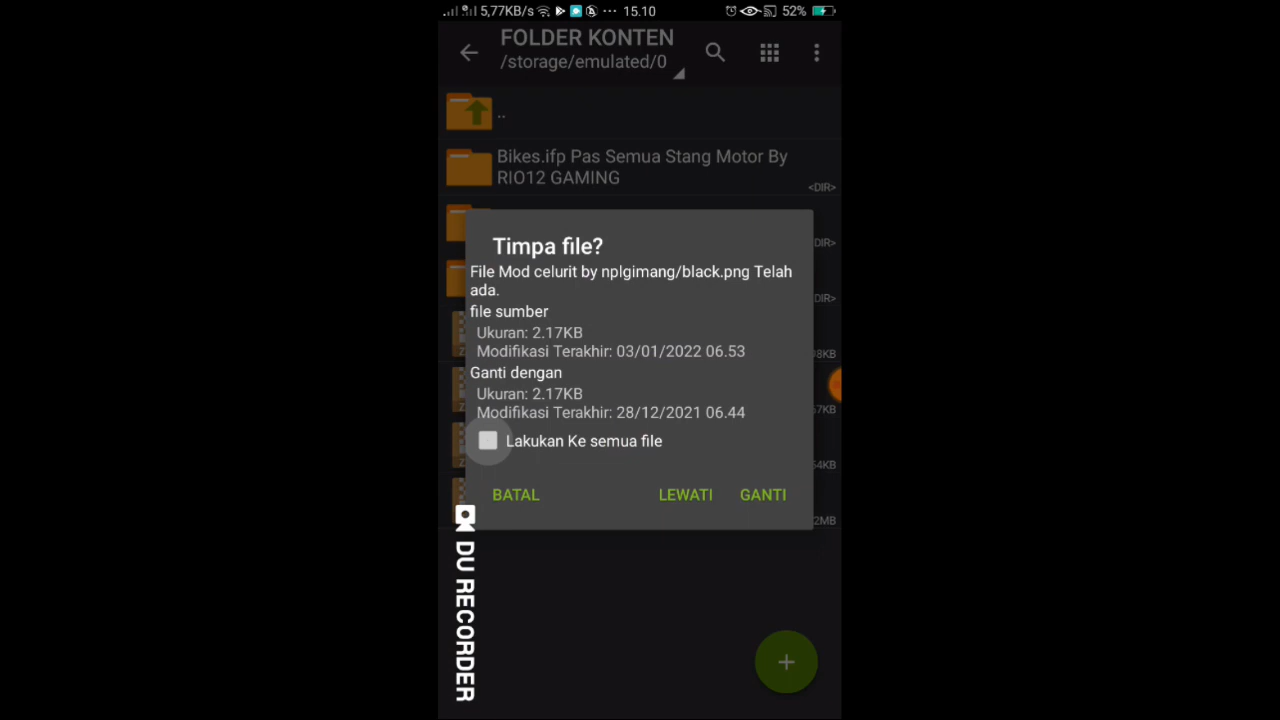 5,77KB/s ... 15.10 52%
FOLDER KONTEN
/storage/emulated/0
..
Bikes.ifp Pas Semua Stang Motor By
RIO12 GAMING
<DIR>
DIR>
Timpa file?
File Mod celurit by nplgimang/black.png Telah
ada.
DIR>
file sumber
Ukuran: 2.17KB
Modifikasi Terakhir: 03/01/2022 06.53
Ganti dengan
Ukuran: 2.17KB
Modifikasi Terakhir: 28/12/2021 06.44
Lakukan Ke semua file
BATAL
LEWATI
GANTI
DU RECORDER